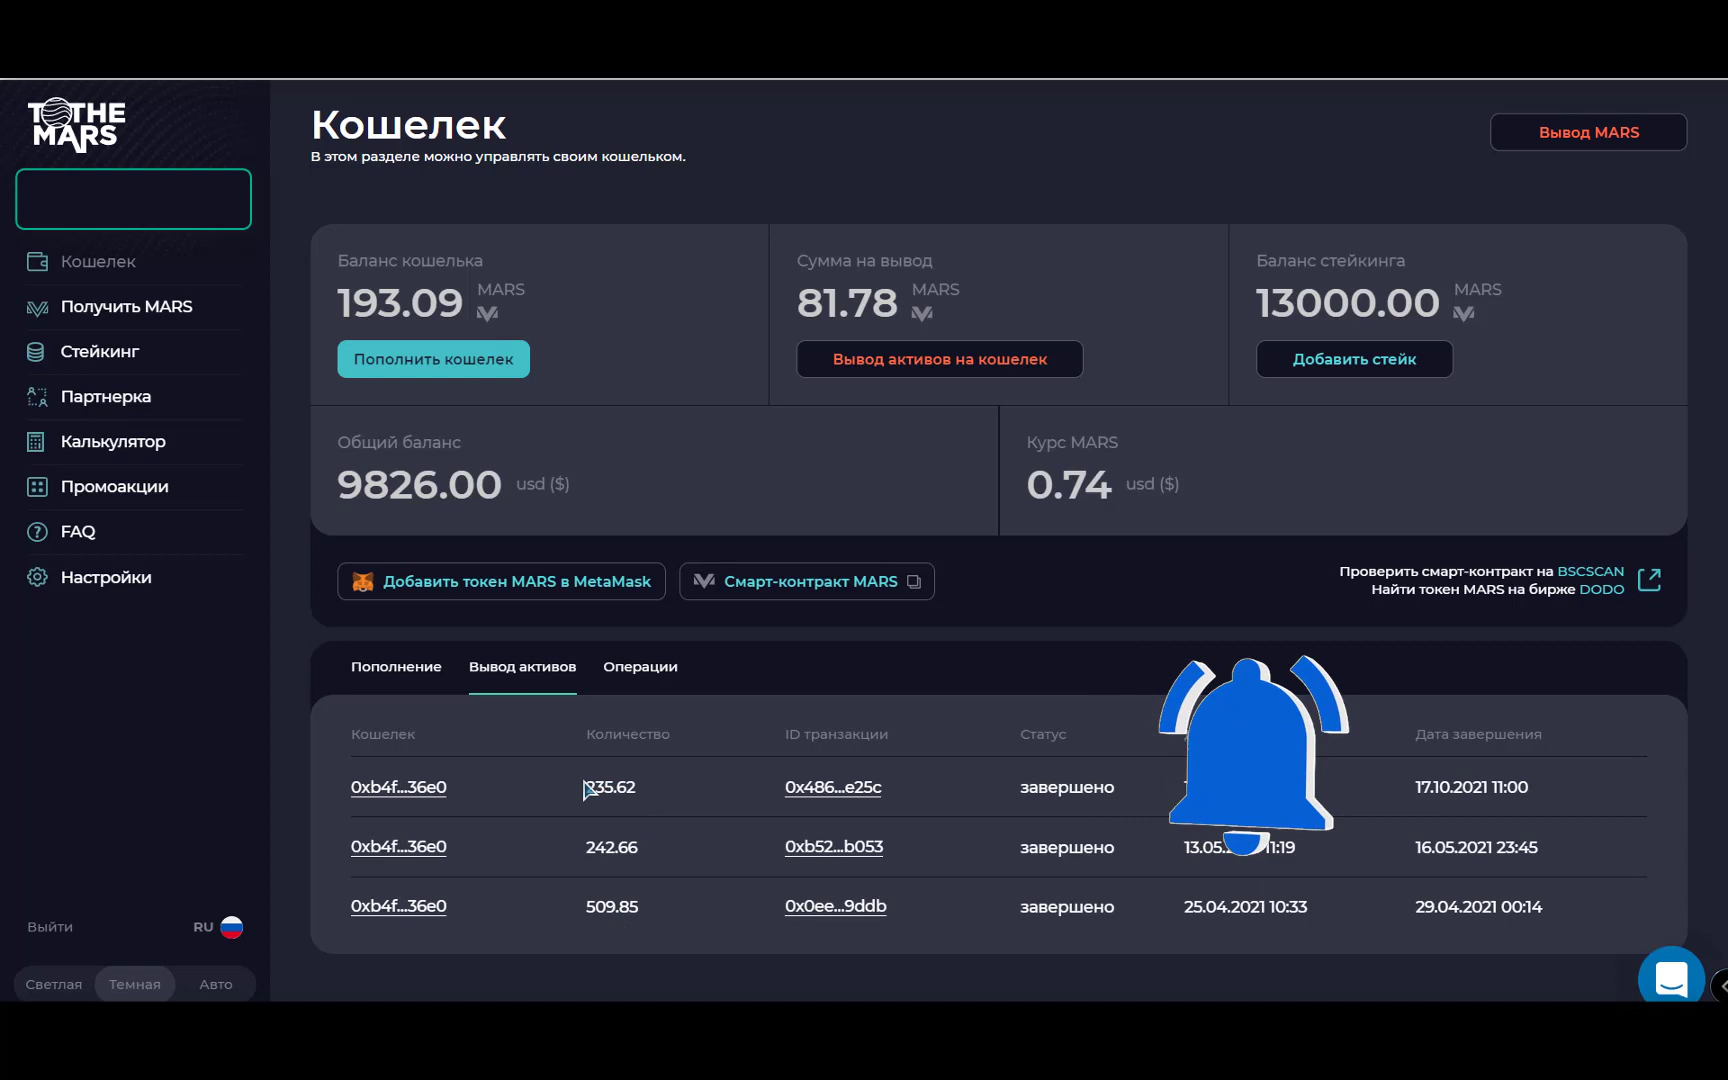 TO THE
MARS
Кошелек
В этом разделе можно управлять своим кошельком.
Вывод MARS
Кошелек
Получить MARS
Стейкинг
Партнерка
Калькулятор
Промоакции
FAQ
Настройки
Выйти
RU
Светлая Темная Авто
Баланс кошелька
193.09 MARS
Пополнить кошелек
Сумма на вывод
81.78 MARS
Вывод активов на кошелек
Баланс стейкинга
13000.00 MARS
Добавить стейк
Общий баланс
9826.00 usd ($)
Курс MARS
0.74 usd ($)
Добавить токен MARS в MetaMask
Смарт-контракт MARS
Проверить смарт-контракт на BSCSCAN
Найти токен MARS на бирже DODO
Пополнение Вывод активов Операции
Кошелек Количество ID транзакции Статус Дата завершения
0xb4f...36e0 0x486...e25c завершено 17.10.2021 11:00
0xb4f...36e0 242.66 0xb52...b053 завершено 16.05.2021 23:45
0xb4f...36e0 509.85 0x0ee...9ddb завершено 25.04.2021 10:33 29.04.2021 00:14